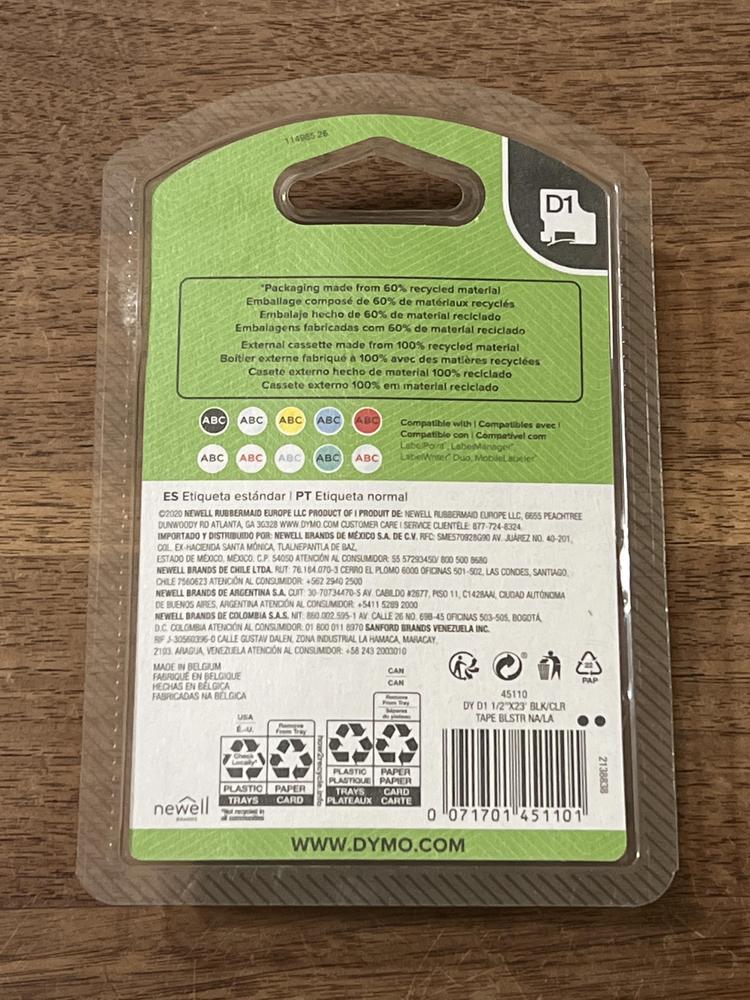 114985 26
D1
*Packaging made from 60% recycled material
Emballage composé de 60% de matériaux recyclés
Embalaje hecho de 60% de material reciclado
Embalagens fabricadas com 60% de material reciclado
External cassette made from 100% recycled material
Boîtier externe fabriqué à 100% avec des matières recyclées
Casete externo hecho de material 100% reciclado
Cassete externo 100% em material reciclado
ABC ABC ABC ABC ABC
ABC ABC ABC ABC ABC
Compatible with | Compatibles avec |
Compatible con | Compatível com
LabelPoint™, LabelManager®
LabelWriter® Duo, MobileLabeler™
ES Etiqueta estándar | PT Etiqueta normal
©2020 NEWELL RUBBERMAID EUROPE LLC PRODUCT OF | PRODUIT DE: NEWELL RUBBERMAID EUROPE LLC, 6655 PEACHTREE
DUNWOODY RD ATLANTA, GA 30328 WWW.DYMO.COM CUSTOMER CARE | SERVICE CLIENTÈLE: 877-724-8324.
IMPORTADO Y DISTRIBUIDO POR: NEWELL BRANDS DE MÉXICO S.A. DE C.V. RFC: SME570928G90 AV. JUÁREZ NO. 40-201,
COL. EX-HACIENDA SANTA MÓNICA, TLALNEPANTLA DE BAZ,
ESTADO DE MÉXICO, MÉXICO, C.P. 54050 ATENCIÓN AL CONSUMIDOR: 55 57293450/ 800 500 8680
NEWELL BRANDS DE CHILE LTDA. RUT: 76.164.070-3 CERRO EL PLOMO 6000 OFICINAS 501-502, LAS CONDES, SANTIAGO,
CHILE 7560623 ATENCIÓN AL CONSUMIDOR: +562 2940 2500
NEWELL BRANDS DE ARGENTINA S.A. CUIT: 30-70734470-5 AV. CABILDO #2677, PISO 11, C1428AAI, CIUDAD AUTÓNOMA
DE BUENOS AIRES, ARGENTINA ATENCIÓN AL CONSUMIDOR: +5411 5289 2000
NEWELL BRANDS DE COLOMBIA S.A.S. NIT: 860.002.595-1 AV. CALLE 26 NO. 69B-45 OFICINAS 503-505, BOGOTÁ,
D.C. COLOMBIA ATENCIÓN AL CONSUMIDOR: 01 800 011 8970 SANFORD BRANDS VENEZUELA INC.
RIF J-30560396-0 CALLE GUSTAV DALEN, ZONA INDUSTRIAL LA HAMACA, MARACAY,
2103. ARAGUA, VENEZUELA ATENCIÓN AL CONSUMIDOR: +58 243 2003010
MADE IN BELGIUM
FABRIQUÉ EN BELGIQUE
HECHAS EN BÉLGICA
FABRICADAS NA BÉLGICA
CAN
CAN
22
PAP
45110
DY D1 1/2"X23' BLK/CLR
TAPE BLSTR NA/LA
USA
É.-U.
Remove
From Tray
Remove
From Tray
Séparez
du plateau
Check
Locally*
PLASTIC
TRAYS
PAPER
CARD
*Not recycled in
all communities
how2recycle.info
PLASTIC
PLASTIQUE
TRAYS
PLATEAUX
PAPER
PAPIER
CARD
CARTE
2138838
newell
BRANDS
0 071701 451101
WWW.DYMO.COM